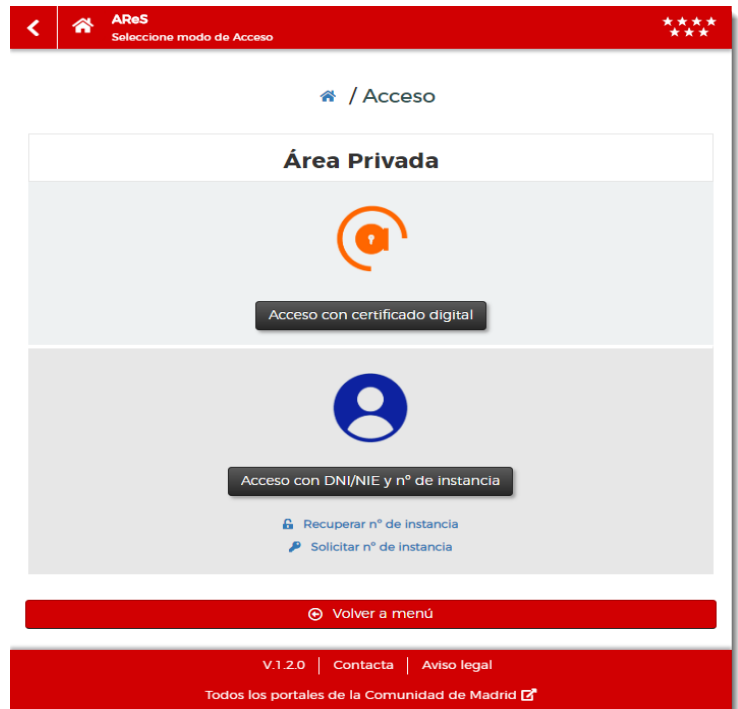 AReS
Seleccione modo de Acceso
/ Acceso
Área Privada
Acceso con certificado digital
Acceso con DNI/NIE y nº de instancia
Recuperar nº de instancia
Solicitar nº de instancia
Volver a menú
V.1.2.0 | Contacta | Aviso legal
Todos los portales de la Comunidad de Madrid